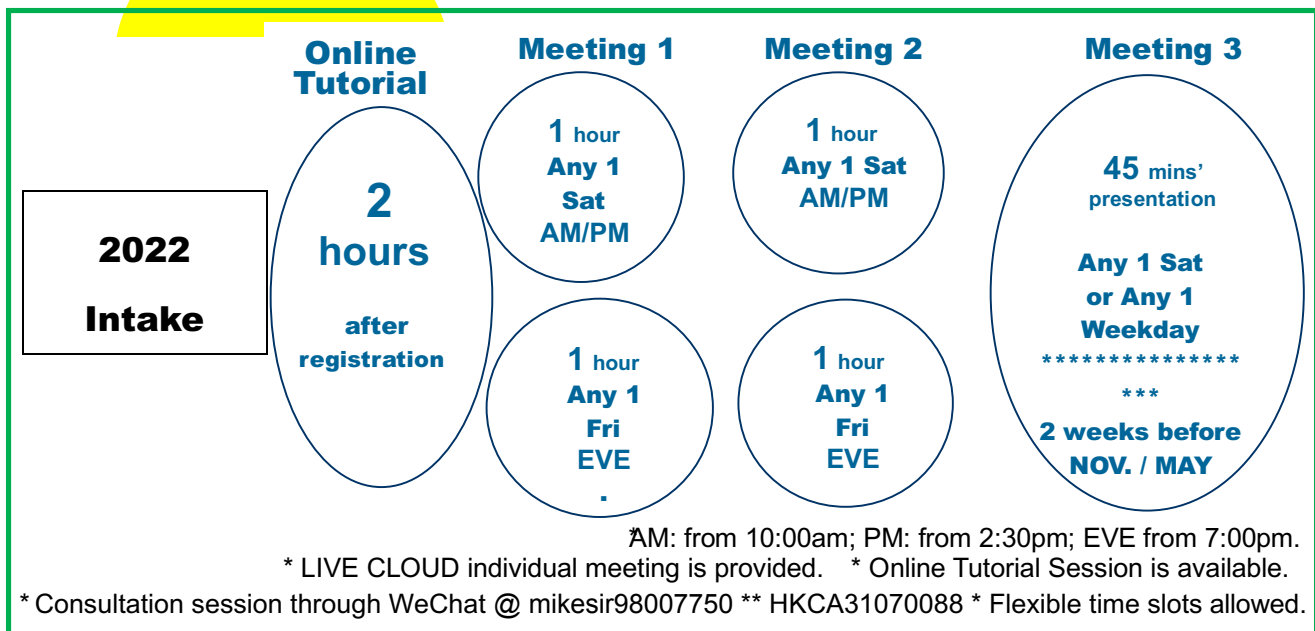 2022
Intake
Online
Tutorial
2
hours
after
registration
Meeting 1
1 hour
Any 1
Sat
AM/PM
1 hour
Any 1
Fri
EVE
.
Meeting 2
1 hour
Any 1 Sat
AM/PM
1 hour
Any 1
Fri
EVE
Meeting 3
45 mins’
presentation
Any 1 Sat
or Any 1
Weekday
***************
***
2 weeks before
NOV. / MAY
*AM: from 10:00am; PM: from 2:30pm; EVE from 7:00pm.
* LIVE CLOUD individual meeting is provided. * Online Tutorial Session is available.
* Consultation session through WeChat @ mikesir98007750 ** HKCA31070088 * Flexible time slots allowed.